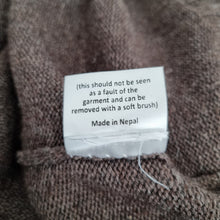 (this should not be seen
as a fault of the
garment and can be
removed with a soft brush)
Made in Nepal